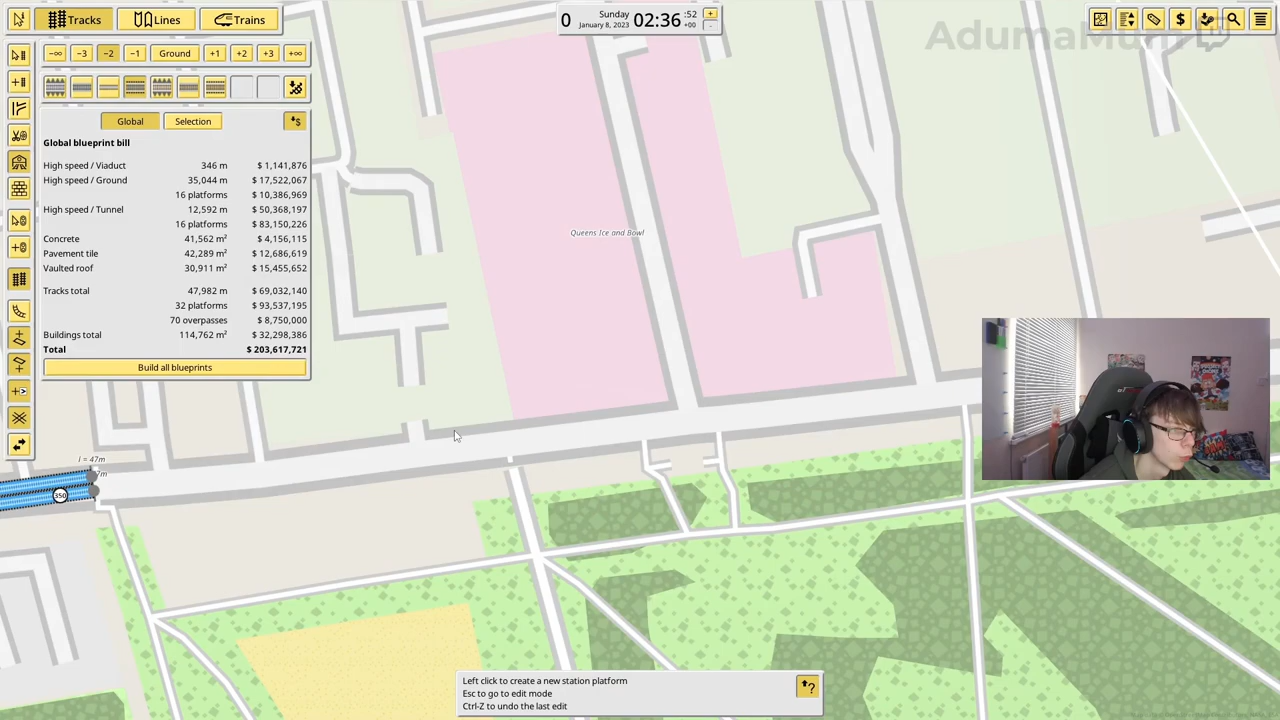 Tracks
Lines
Trains
0
Sunday
January 8, 2023
02:36
:52
+00
+
-
−∞
−3
−2
−1
Ground
+1
+2
+3
+∞
Global
Selection
Global blueprint bill
High speed / Viaduct 346 m $ 1,141,876
High speed / Ground 35,044 m $ 17,522,067
16 platforms $ 10,386,969
High speed / Tunnel 12,592 m $ 50,368,197
16 platforms $ 83,150,226
Concrete 41,562 m² $ 4,156,115
Pavement tile 42,289 m² $ 12,686,619
Vaulted roof 30,911 m² $ 15,455,652
Tracks total 47,982 m $ 69,032,140
32 platforms $ 93,537,195
70 overpasses $ 8,750,000
Buildings total 114,762 m² $ 32,298,386
Total $ 203,617,721
Build all blueprints
Queens Ice and Bowl
l = 47m
350
Left click to create a new station platform
Esc to go to edit mode
Ctrl-Z to undo the last edit